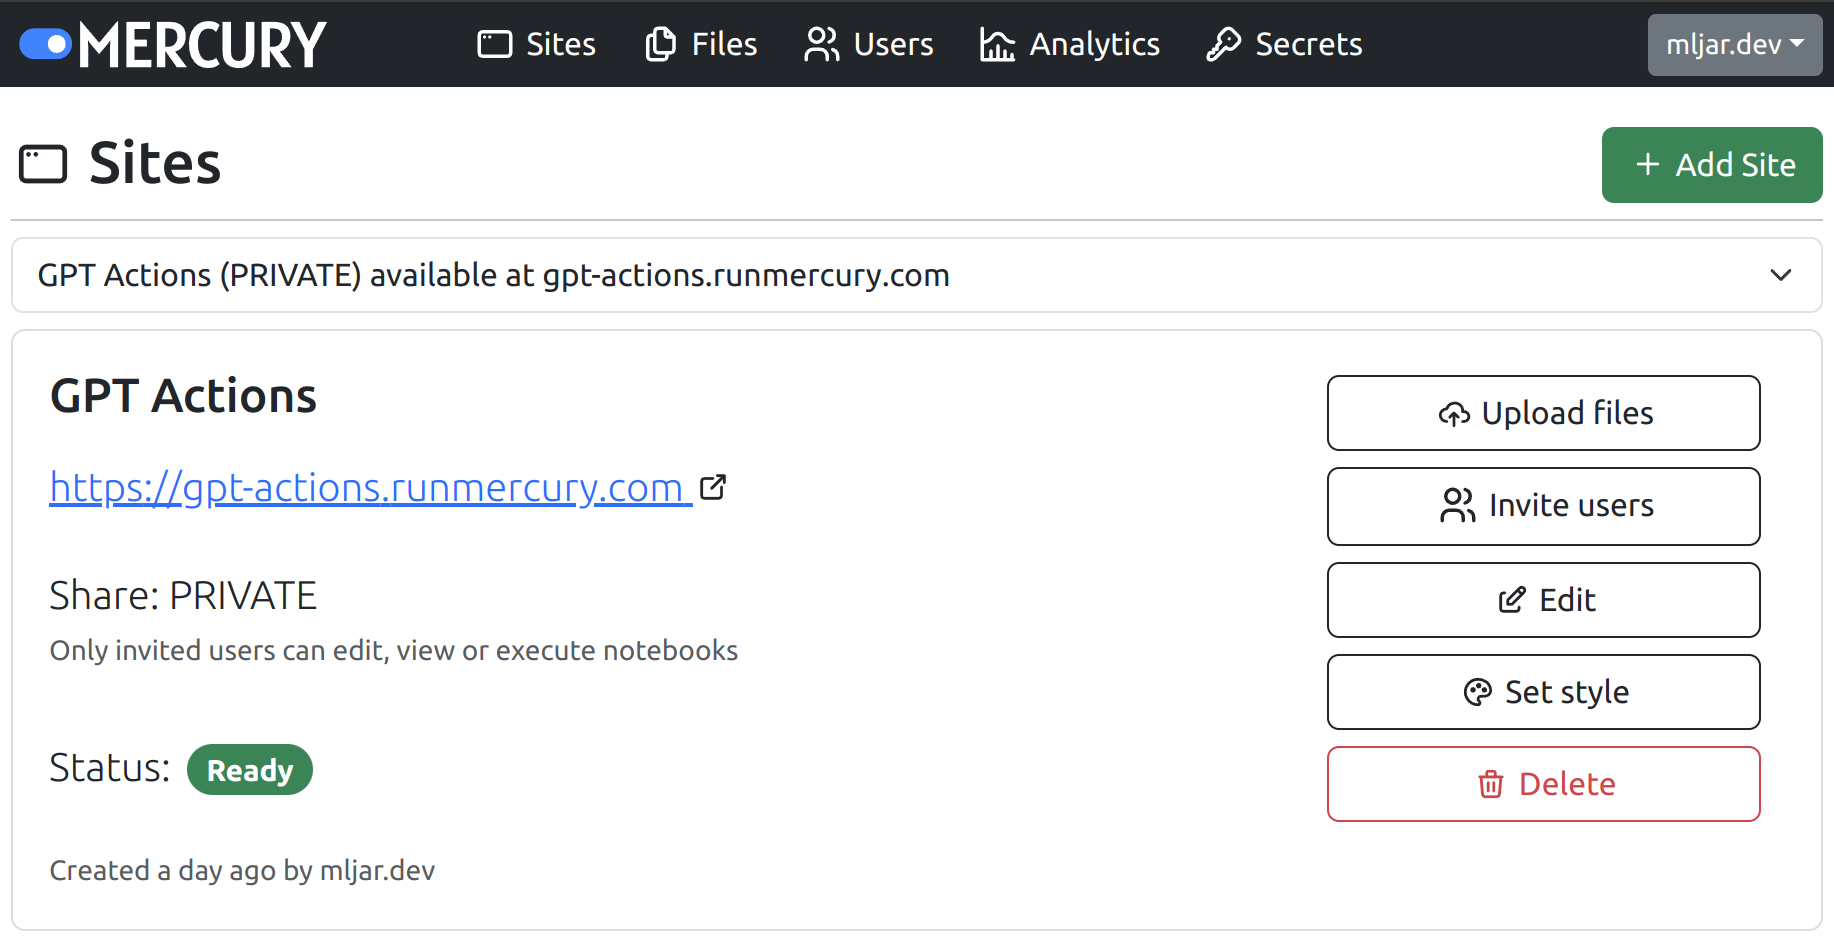 MERCURY
Sites
Files
Users
Analytics
Secrets
mljar.dev
Sites
+ Add Site
GPT Actions (PRIVATE) available at gpt-actions.runmercury.com
GPT Actions
https://gpt-actions.runmercury.com
Share: PRIVATE
Only invited users can edit, view or execute notebooks
Status: Ready
Created a day ago by mljar.dev
Upload files
Invite users
Edit
Set style
Delete